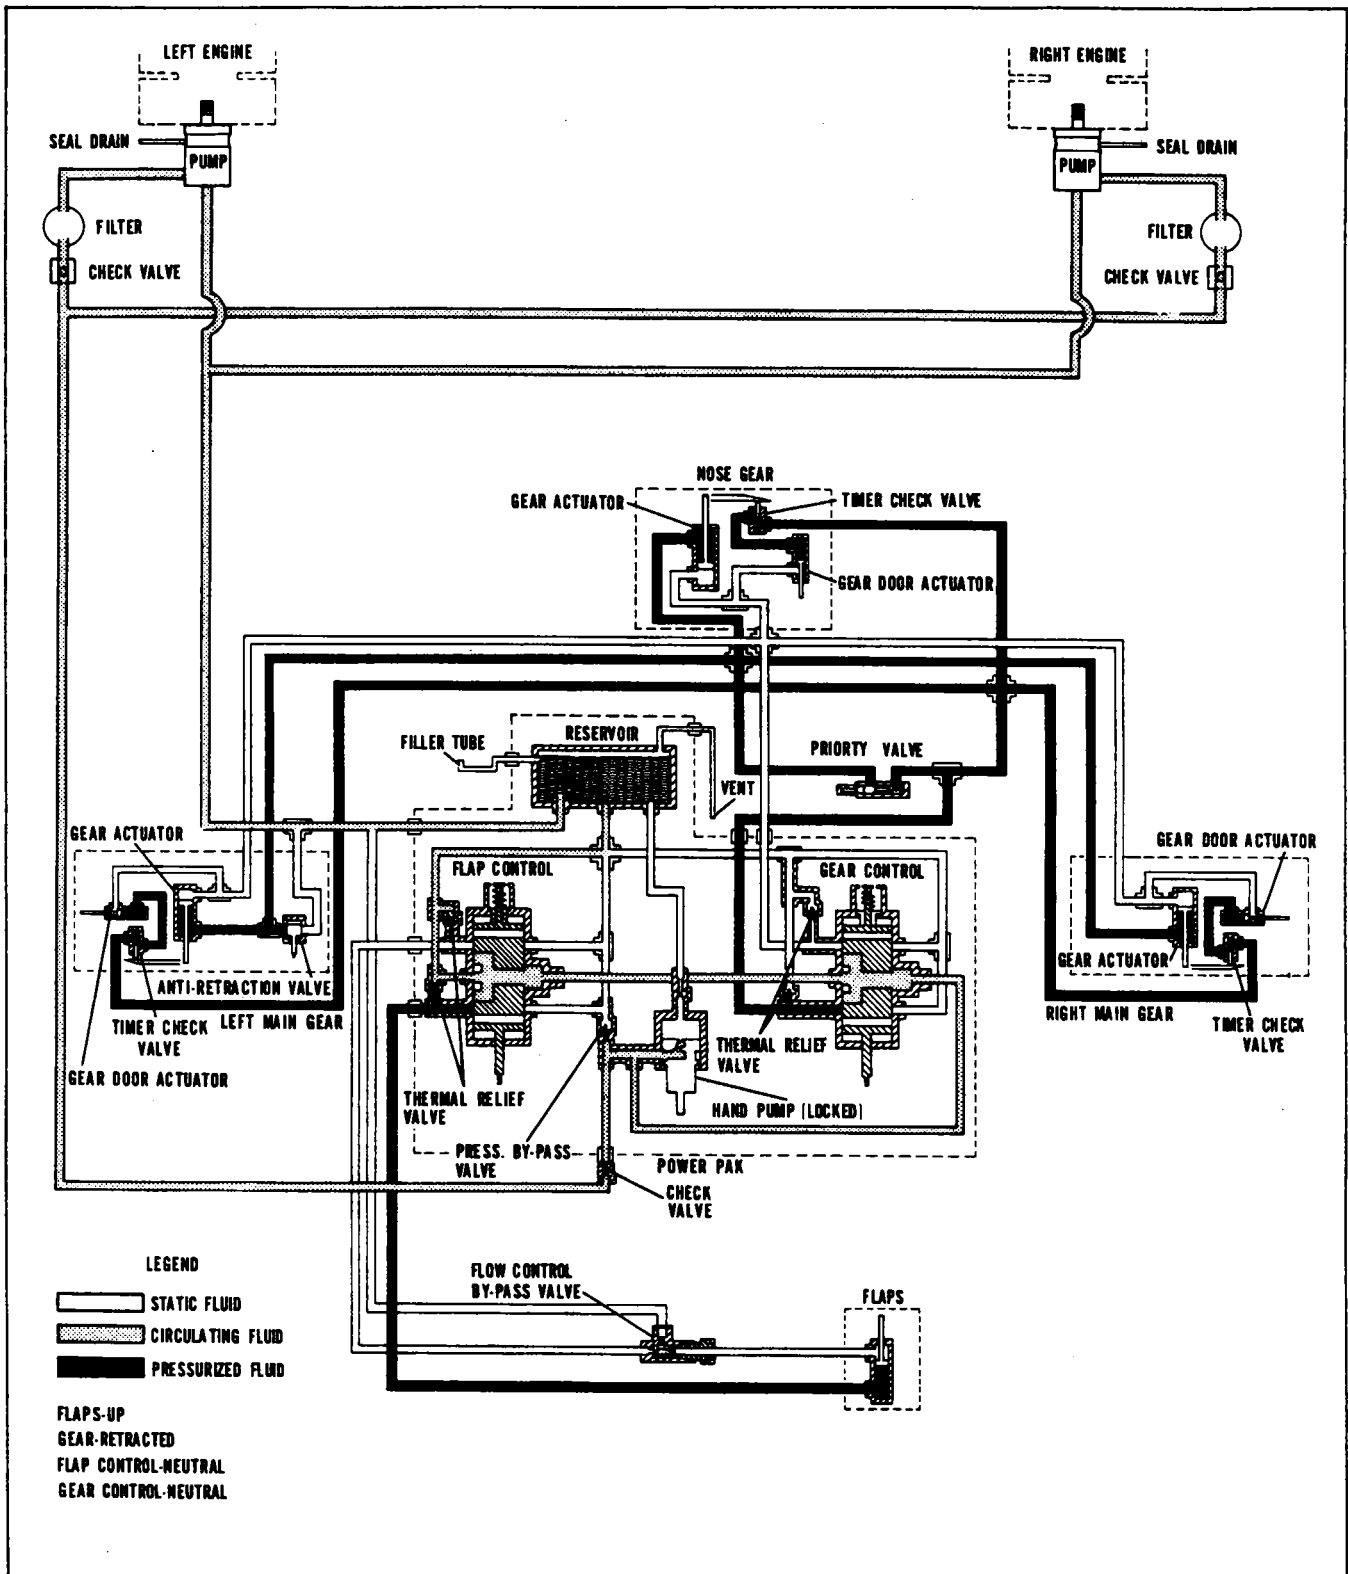 LEFT ENGINE
RIGHT ENGINE
SEAL DRAIN
PUMP
PUMP
SEAL DRAIN
FILTER
FILTER
CHECK VALVE
CHECK VALVE
NOSE GEAR
GEAR ACTUATOR
TIMER CHECK VALVE
GEAR DOOR ACTUATOR
RESERVOIR
FILLER TUBE
PRIORTY VALVE
VENT
GEAR ACTUATOR
GEAR DOOR ACTUATOR
FLAP CONTROL
GEAR CONTROL
GEAR ACTUATOR
ANTI-RETRACTION VALVE
LEFT MAIN GEAR
RIGHT MAIN GEAR
TIMER CHECK
VALVE
TIMER CHECK
VALVE
GEAR DOOR ACTUATOR
THERMAL RELIEF
VALVE
THERMAL RELIEF
VALVE
HAND PUMP (LOCKED)
PRESS. BY-PASS
VALVE
POWER PAK
CHECK
VALVE
LEGEND
STATIC FLUID
CIRCULATING FLUID
PRESSURIZED FLUID
FLOW CONTROL
BY-PASS VALVE
FLAPS
FLAPS-UP
GEAR-RETRACTED
FLAP CONTROL-NEUTRAL
GEAR CONTROL-NEUTRAL